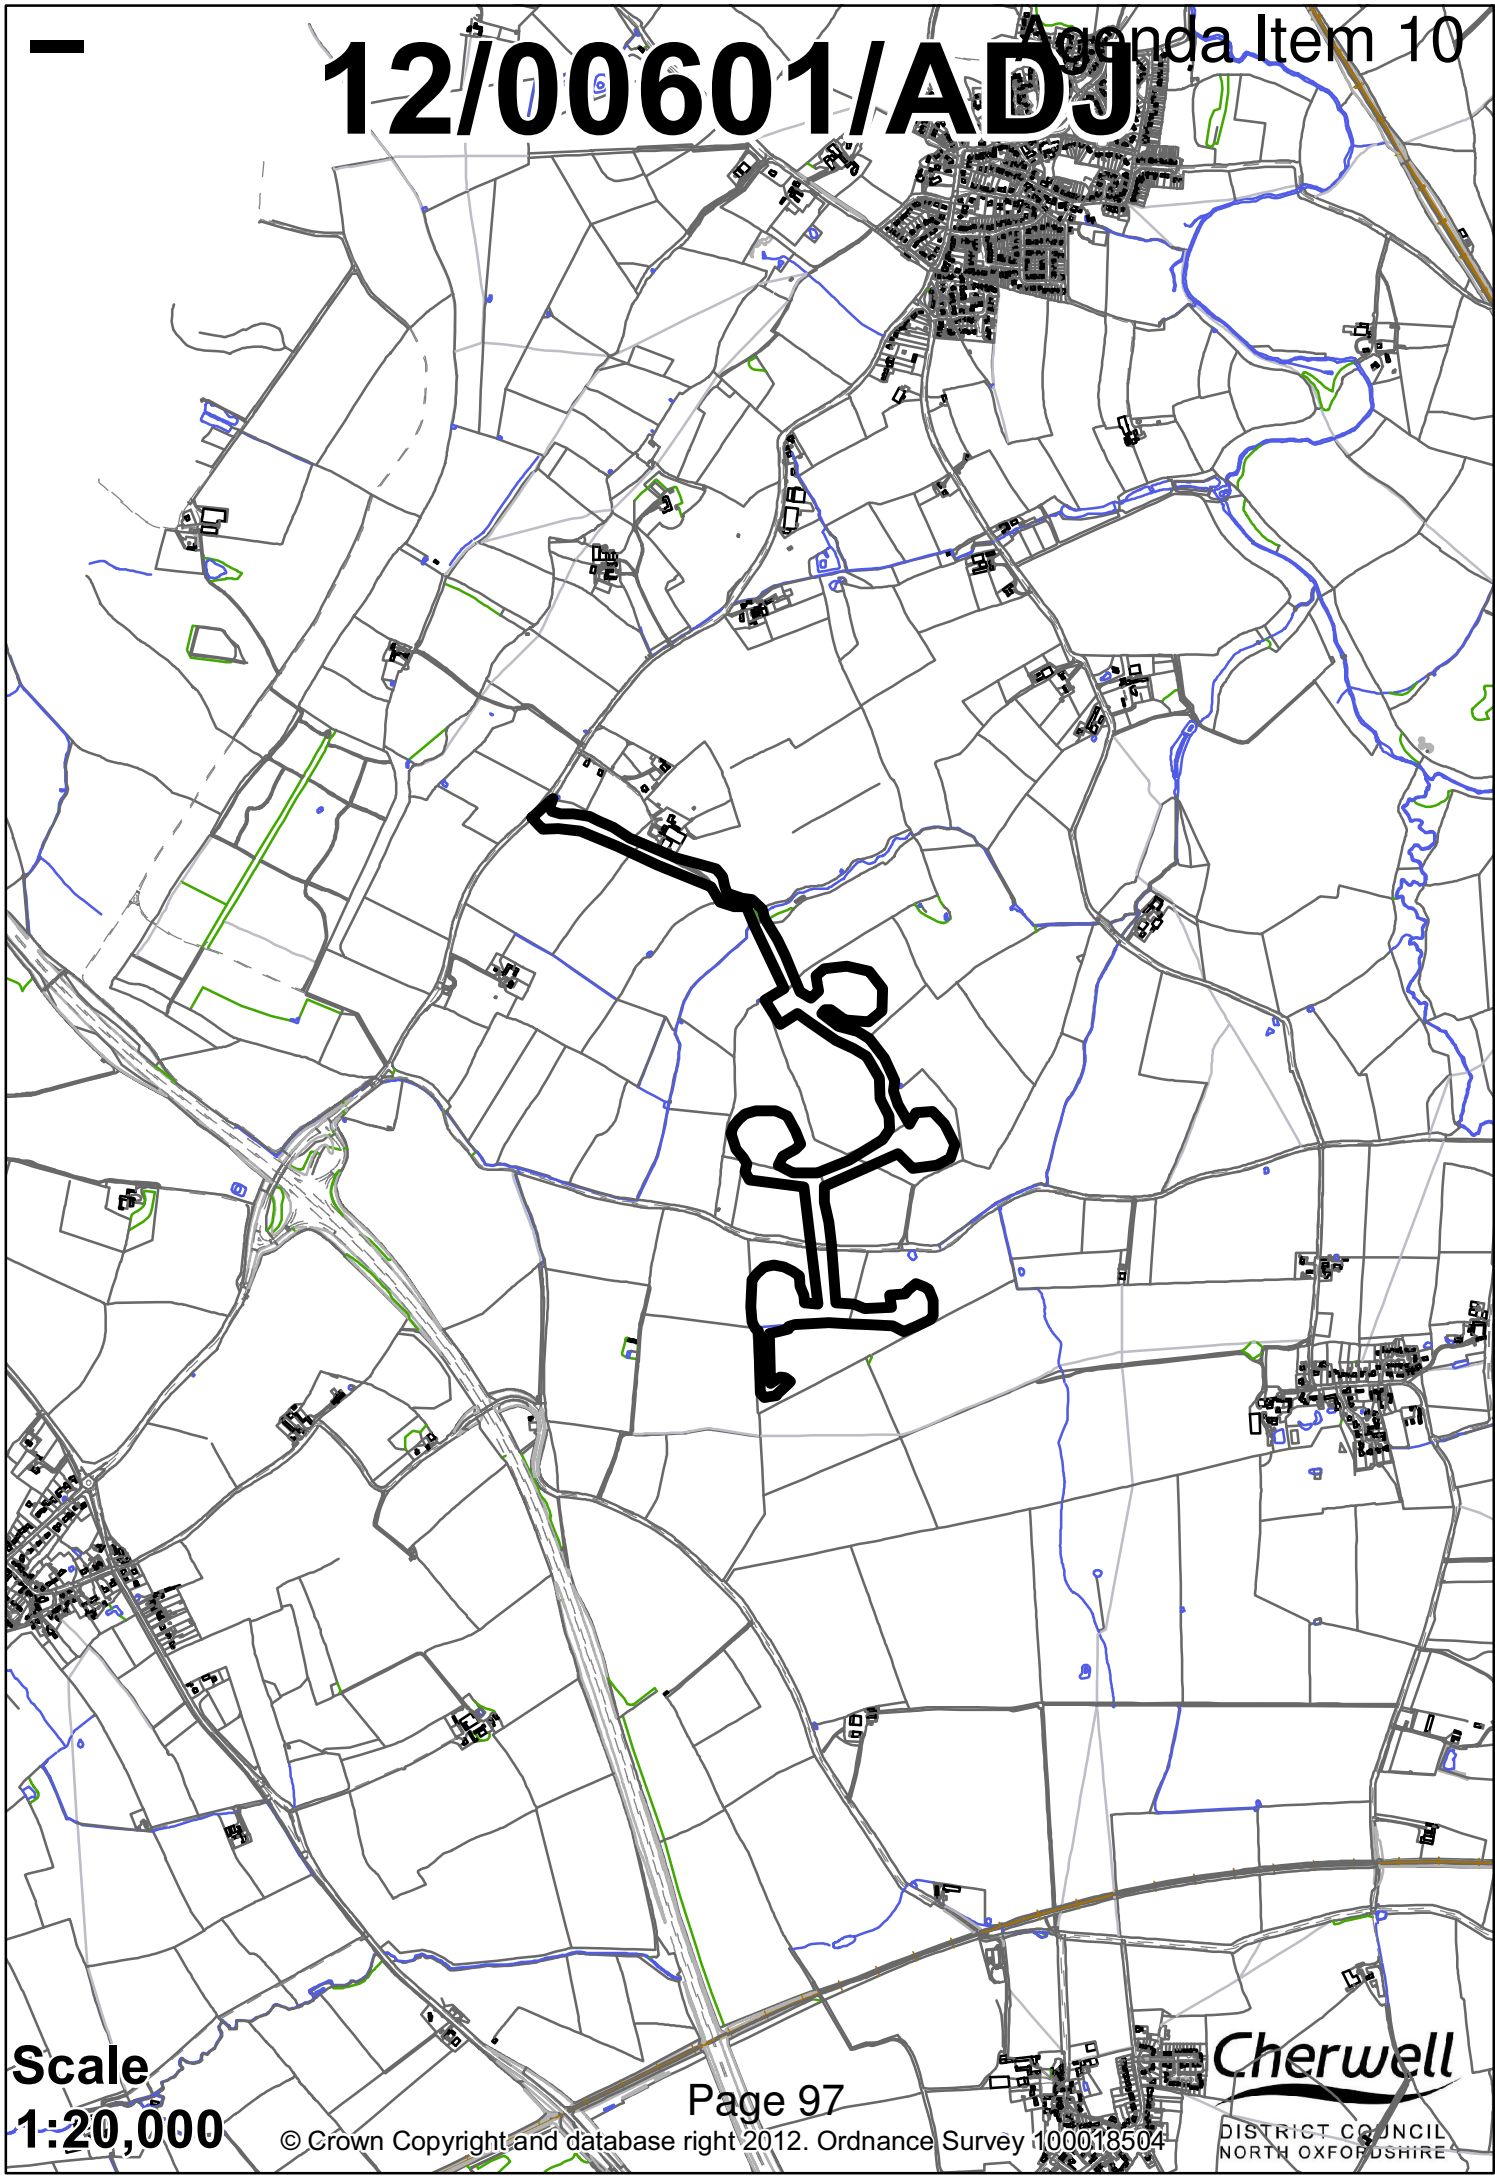 Agenda Item 10
12/00601/ADJ
Scale
1:20,000
Page 97
© Crown Copyright and database right 2012. Ordnance Survey 100018504
Cherwell
DISTRICT COUNCIL
NORTH OXFORDSHIRE